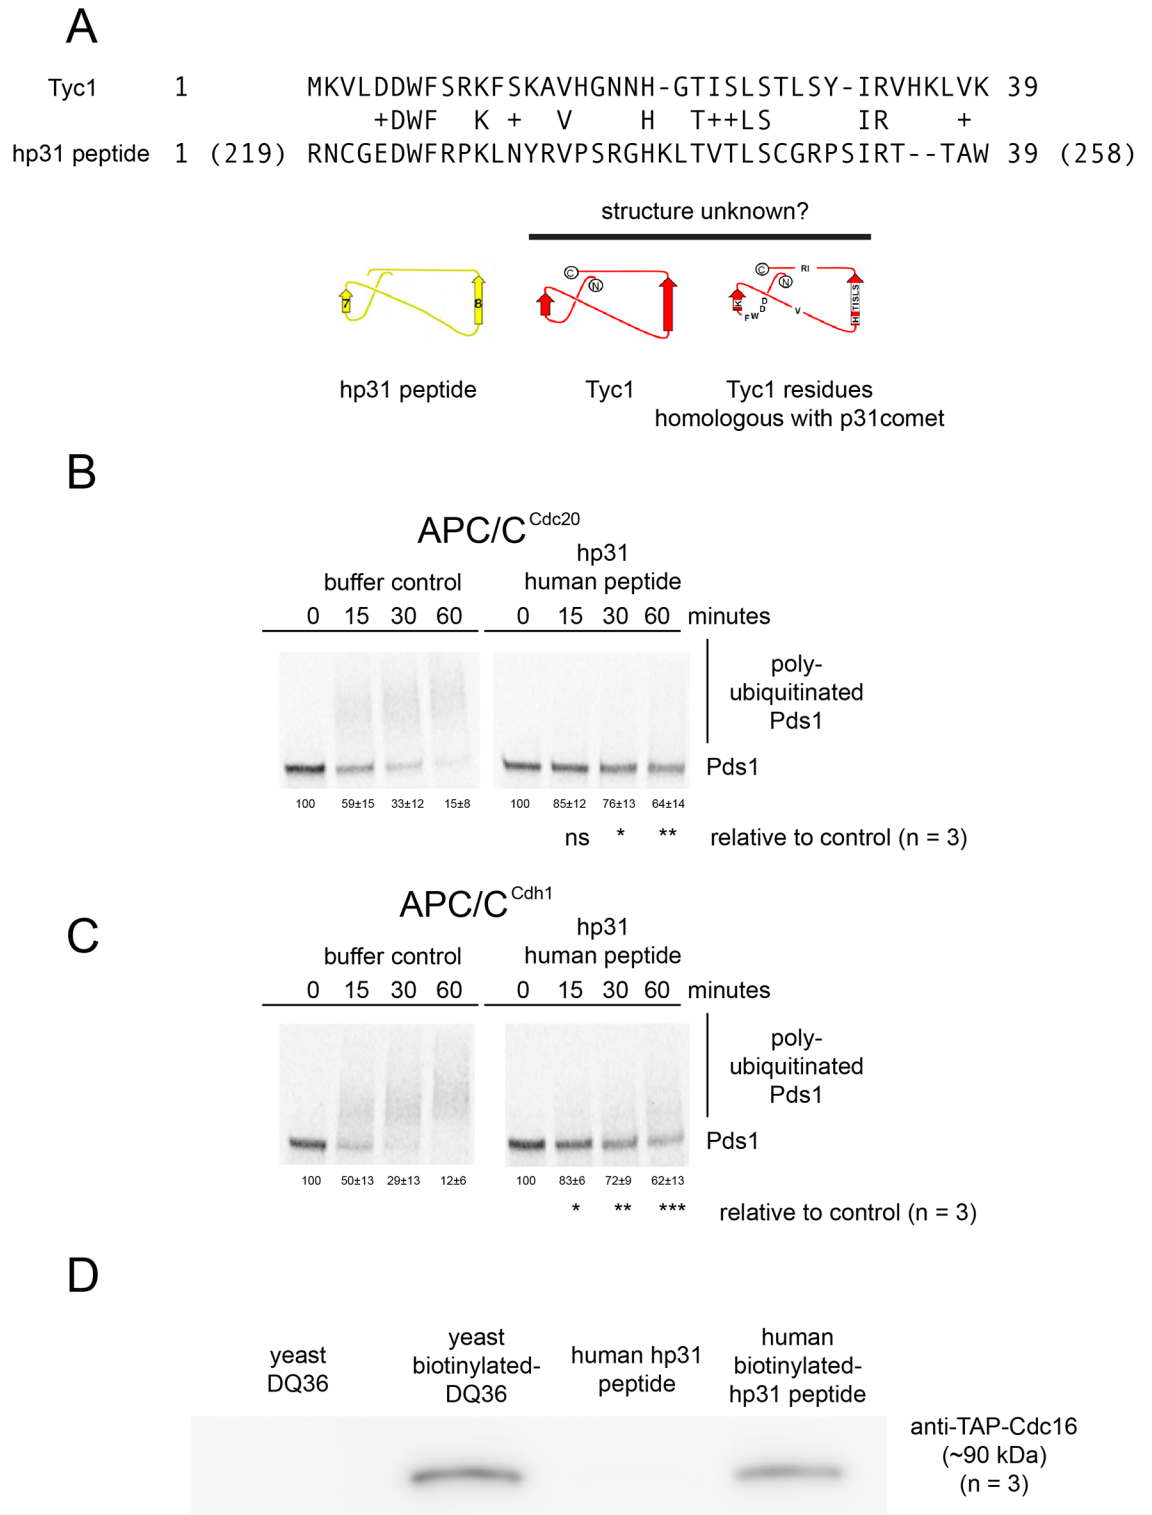 A
Tyc1 1 MKVLDDWFSRKFSKAVHGNNH-GTISLSTLSY-IRVHKLVK 39
+DWF K + V H T++LS IR +
hp31 peptide 1 (219) RNCGEDWFRPKLNYRVPSRGHKLTVTLSCGRPSIRT--TAW 39 (258)
structure unknown?
7 8
C N
C N RI K F W D D V H TISLS
hp31 peptide Tyc1 Tyc1 residues
homologous with p31comet
B
APC/C Cdc20
hp31
buffer control human peptide
0 15 30 60 0 15 30 60 minutes
poly-
ubiquitinated
Pds1
Pds1
100 59±15 33±12 15±8 100 85±12 76±13 64±14
ns * ** relative to control (n = 3)
APC/C Cdh1
C
hp31
buffer control human peptide
0 15 30 60 0 15 30 60 minutes
poly-
ubiquitinated
Pds1
Pds1
100 50±13 29±13 12±6 100 83±6 72±9 62±13
* ** *** relative to control (n = 3)
D
yeast
DQ36
yeast
biotinylated-
DQ36
human hp31
peptide
human
biotinylated-
hp31 peptide
anti-TAP-Cdc16
(~90 kDa)
(n = 3)